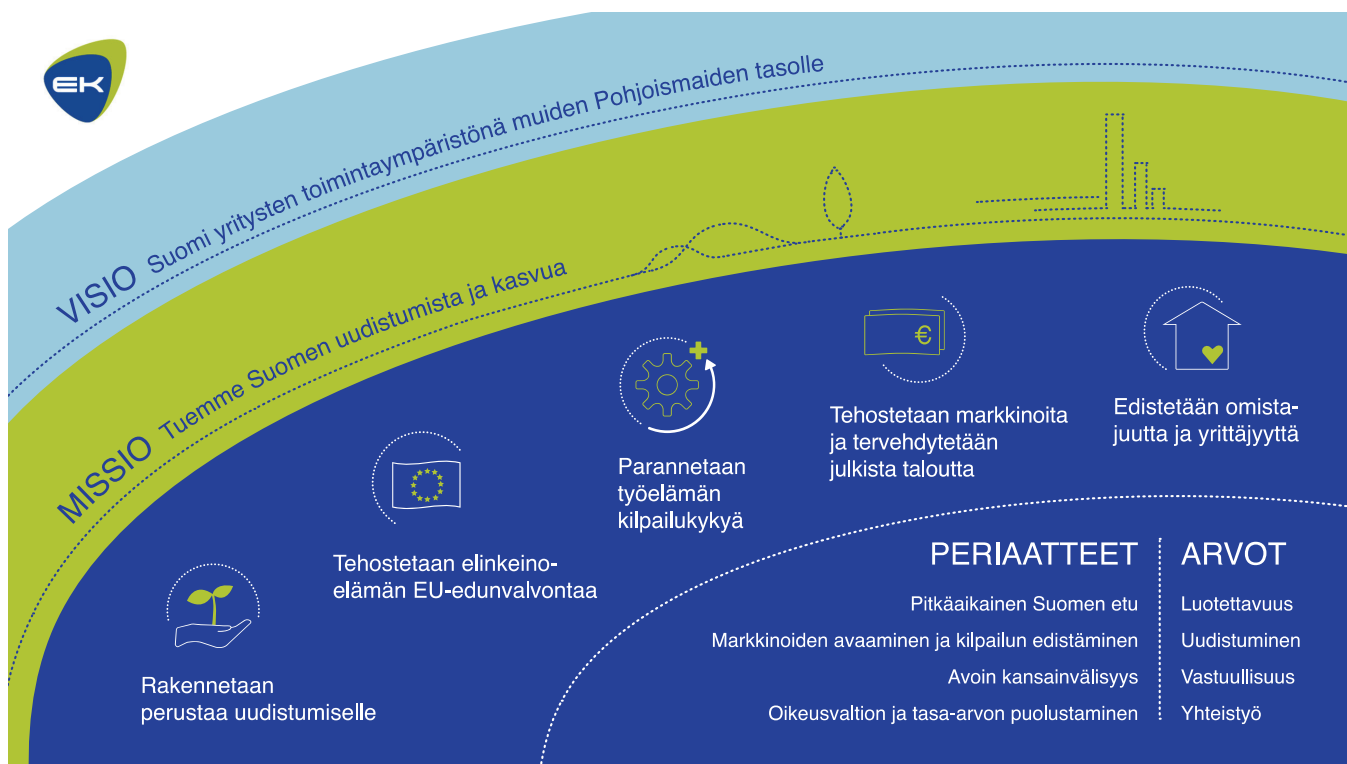 EK
VISIO Suomi yritysten toimintaympäristönä muiden Pohjoismaiden tasolle
MISSIO Tuemme Suomen uudistumista ja kasvua
Rakennetaan
perustaa uudistumiselle
Tehostetaan elinkeino-
elämän EU-edunvalvontaa
Parannetaan
työelämän
kilpailukykyä
€
Tehostetaan markkinoita
ja tervehdytetään
julkista taloutta
Edistetään omista-
juutta ja yrittäjyyttä
PERIAATTEET
Pitkäaikainen Suomen etu
Markkinoiden avaaminen ja kilpailun edistäminen
Avoin kansainvälisyys
Oikeusvaltion ja tasa-arvon puolustaminen
ARVOT
Luotettavuus
Uudistuminen
Vastuullisuus
Yhteistyö